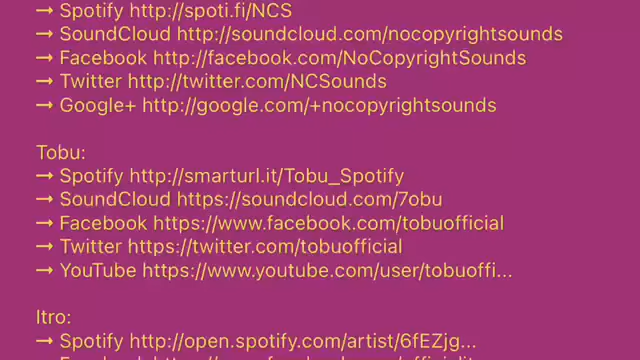 → Spotify http://spoti.fi/NCS
→ SoundCloud http://soundcloud.com/nocopyrightsounds
→ Facebook http://facebook.com/NoCopyrightSounds
→ Twitter http://twitter.com/NCSounds
→ Google+ http://google.com/+nocopyrightsounds
Tobu:
→ Spotify http://smarturl.it/Tobu_Spotify
→ SoundCloud https://soundcloud.com/7obu
→ Facebook https://www.facebook.com/tobuofficial
→ Twitter https://twitter.com/tobuofficial
→ YouTube https://www.youtube.com/user/tobuoffi...
Itro:
→ Spotify http://open.spotify.com/artist/6fEZjg...